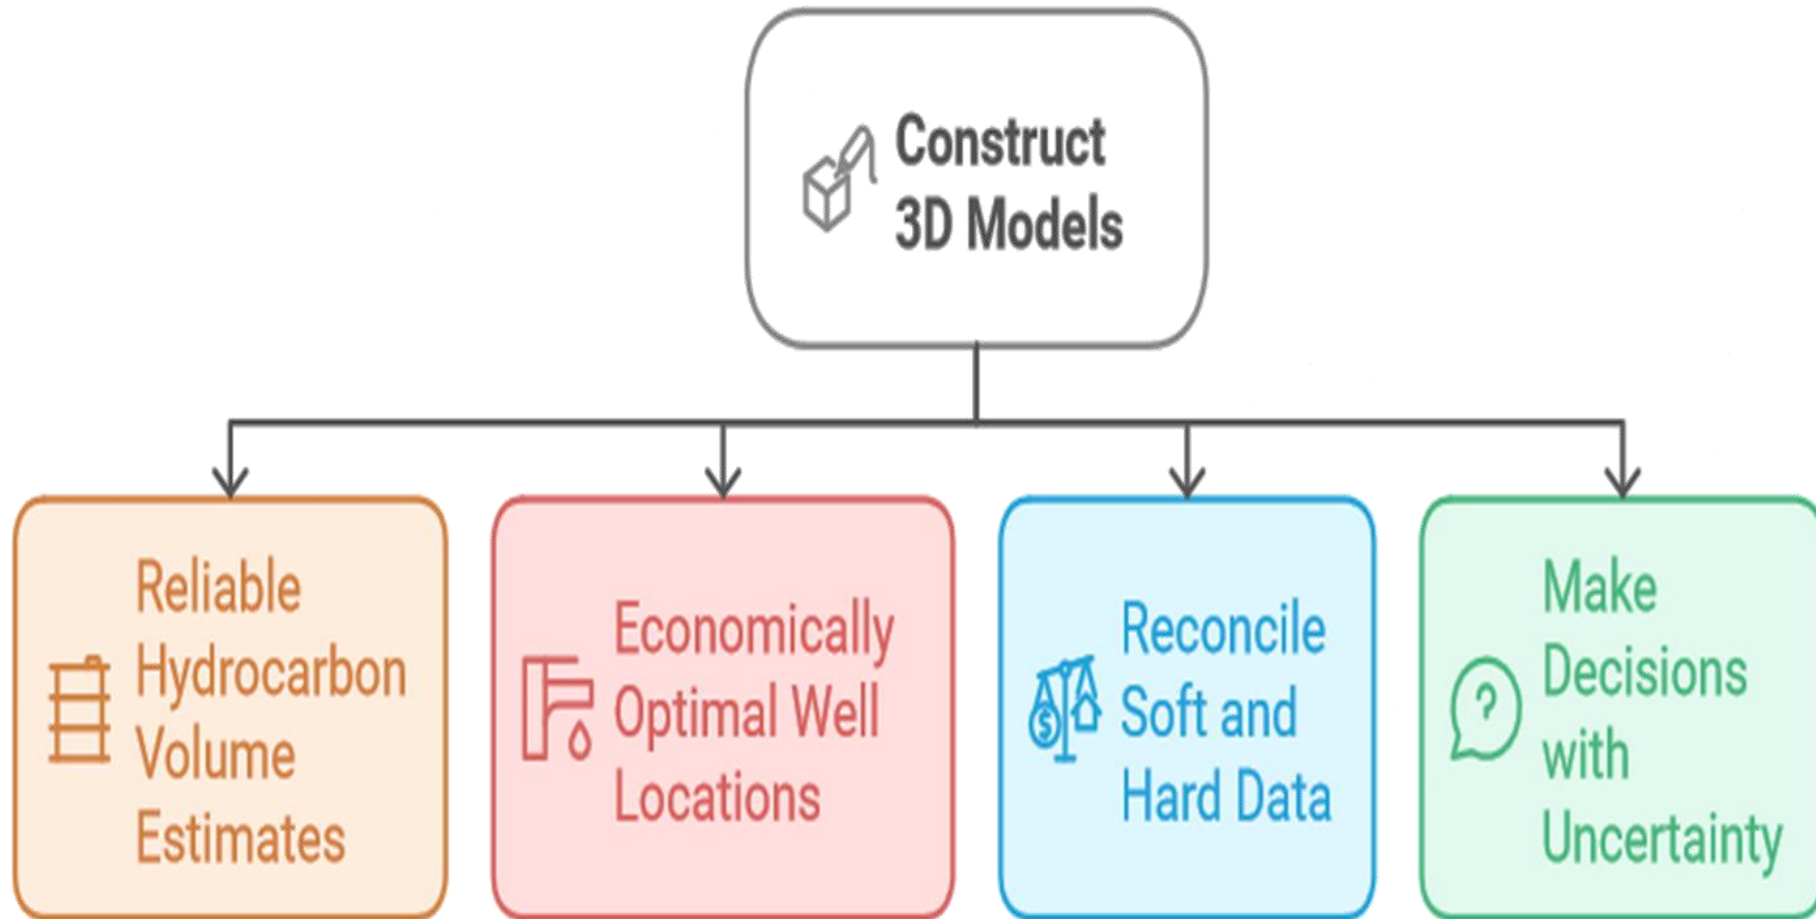 Construct
3D Models
Reliable
Hydrocarbon
Volume
Estimates
Economically
Optimal Well
Locations
$
Reconcile
Soft and
Hard Data
?
Make
Decisions
with
Uncertainty